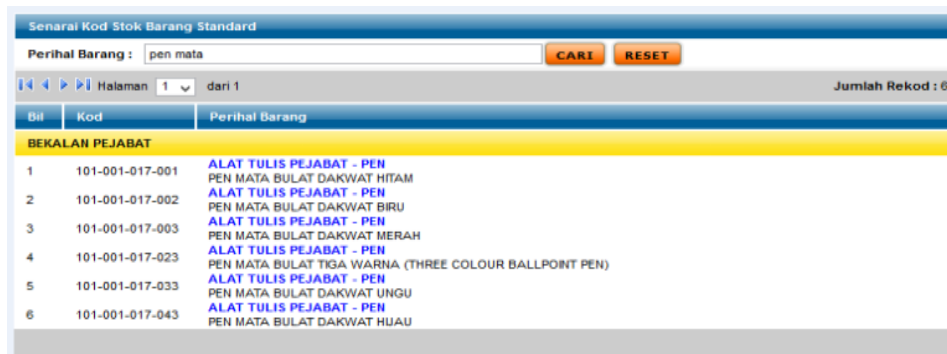 Senarai Kod Stok Barang Standard
Perihal Barang : pen mata CARI RESET
Halaman 1 dari 1 Jumlah Rekod : 6
Bil Kod Perihal Barang
BEKALAN PEJABAT
ALAT TULIS PEJABAT - PEN
1 101-001-017-001 PEN MATA BULAT DAKWAT HITAM
ALAT TULIS PEJABAT - PEN
2 101-001-017-002 PEN MATA BULAT DAKWAT BIRU
ALAT TULIS PEJABAT - PEN
3 101-001-017-003 PEN MATA BULAT DAKWAT MERAH
ALAT TULIS PEJABAT - PEN
4 101-001-017-023 PEN MATA BULAT TIGA WARNA (THREE COLOUR BALLPOINT PEN)
ALAT TULIS PEJABAT - PEN
5 101-001-017-033 PEN MATA BULAT DAKWAT UNGU
ALAT TULIS PEJABAT - PEN
6 101-001-017-043 PEN MATA BULAT DAKWAT HIJAU